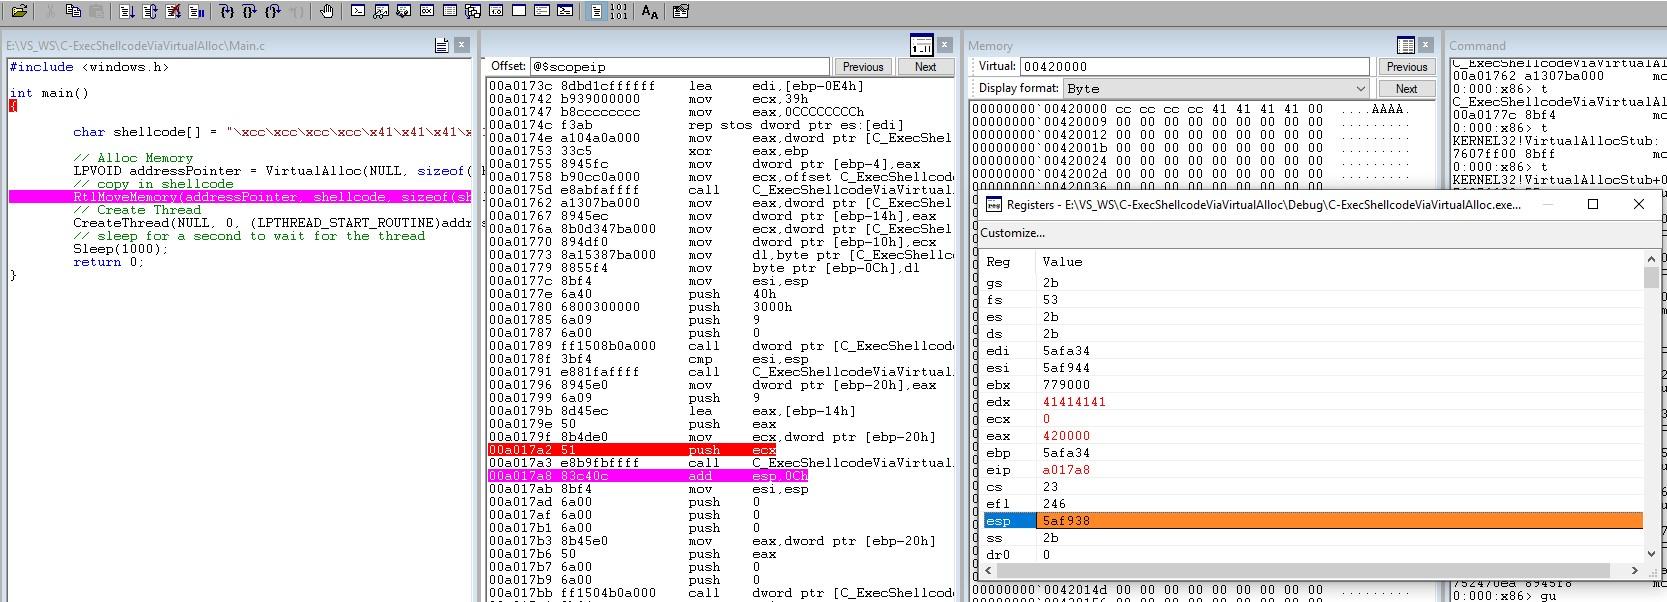 E:\VS_WS\C-ExecShellcodeViaVirtualAlloc\Main.c
#include <windows.h>
int main()
{
char shellcode[] = "\xcc\xcc\xcc\xcc\x41\x41\x41\x
// Alloc Memory
LPVOID addressPointer = VirtualAlloc(NULL, sizeof(
// copy in shellcode
RtlMoveMemory(addressPointer, shellcode, sizeof(sh
// Create Thread
CreateThread(NULL, 0, (LPTHREAD_START_ROUTINE)addr
// sleep for a second to wait for the thread
Sleep(1000);
return 0;
}
Offset: @$scopeip Previous Next
00a0173c 8dbd1cffffff lea edi,[ebp-0E4h]
00a01742 b939000000 mov ecx,39h
00a01747 b8cccccccc mov eax,0CCCCCCCCh
00a0174c f3ab rep stos dword ptr es:[edi]
00a0174e a104a0a000 mov eax,dword ptr [C_ExecShel
00a01753 33c5 xor eax,ebp
00a01755 8945fc mov dword ptr [ebp-4],eax
00a01758 b90cc0a000 mov ecx,offset C_ExecShellcode
00a0175d e8abfaffff call C_ExecShellcodeViaVirtual
00a01762 a1307ba000 mov eax,dword ptr [C_ExecShel
00a01767 8945ec mov dword ptr [ebp-14h],eax
00a0176a 8b0d347ba000 mov ecx,dword ptr [C_ExecShel
00a01770 894df0 mov dword ptr [ebp-10h],ecx
00a01773 8a15387ba000 mov dl,byte ptr [C_ExecShellc
00a01779 8855f4 mov byte ptr [ebp-0Ch],dl
00a0177c 8bf4 mov esi,esp
00a0177e 6a40 push 40h
00a01780 6800300000 push 3000h
00a01785 6a09 push 9
00a01787 6a00 push 0
00a01789 ff1508b0a000 call dword ptr [C_ExecShellcod
00a0178f 3bf4 cmp esi,esp
00a01791 e881faffff call C_ExecShellcodeViaVirtual
00a01796 8945e0 mov dword ptr [ebp-20h],eax
00a01799 6a09 push 9
00a0179b 8d45ec lea eax,[ebp-14h]
00a0179e 50 push eax
00a0179f 8b4de0 mov ecx,dword ptr [ebp-20h]
00a017a2 51 push ecx
00a017a3 e8b9fbffff call C_ExecShellcodeViaVirtual
00a017a8 83c40c add esp,0Ch
00a017ab 8bf4 mov esi,esp
00a017ad 6a00 push 0
00a017af 6a00 push 0
00a017b1 6a00 push 0
00a017b3 8b45e0 mov eax,dword ptr [ebp-20h]
00a017b6 50 push eax
00a017b7 6a00 push 0
00a017b9 6a00 push 0
00a017bb ff1504b0a000 call dword ptr [C_ExecShellcod
Memory
Virtual: 00420000 Previous
Display format: Byte Next
00000000`00420000 cc cc cc cc 41 41 41 41 00 ....AAAA.
00000000`00420009 00 00 00 00 00 00 00 00 00 .........
00000000`00420012 00 00 00 00 00 00 00 00 00 .........
00000000`0042001b 00 00 00 00 00 00 00 00 00 .........
00000000`00420024 00 00 00 00 00 00 00 00 00 .........
00000000`0042002d 00 00 00 00 00 00 00 00 00 .........
00000000`00420036 00 00 00 00 00 00 00 00 00 .........
00000000`0042014d 00 00 00 00 00 00 00 00 00 .........
Registers - E:\VS_WS\C-ExecShellcodeViaVirtualAlloc\Debug\C-ExecShellcodeViaVirtualAlloc.exe...
Customize...
Reg Value
gs 2b
fs 53
es 2b
ds 2b
edi 5afa34
esi 5af944
ebx 779000
edx 41414141
ecx 0
eax 420000
ebp 5afa34
eip a017a8
cs 23
efl 246
esp 5af938
ss 2b
dr0 0
Command
C_ExecShellcodeViaVirtualAl
00a01762 a1307ba000 mc
0:000:x86> t
C_ExecShellcodeViaVirtualAl
00a0177c 8bf4 mc
0:000:x86> t
KERNEL32!VirtualAllocStub:
7607ff00 8bff mc
0:000:x86> t
KERNEL32!VirtualAllocStub+0
752470ea 8945f8 mc
0:000:x86> gu